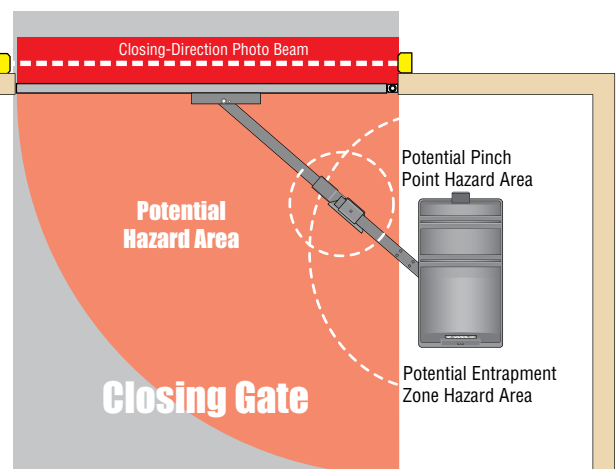 Closing-Direction Photo Beam
Potential Pinch
Point Hazard Area
Potential
Hazard Area
Closing Gate
Potential Entrapment
Zone Hazard Area